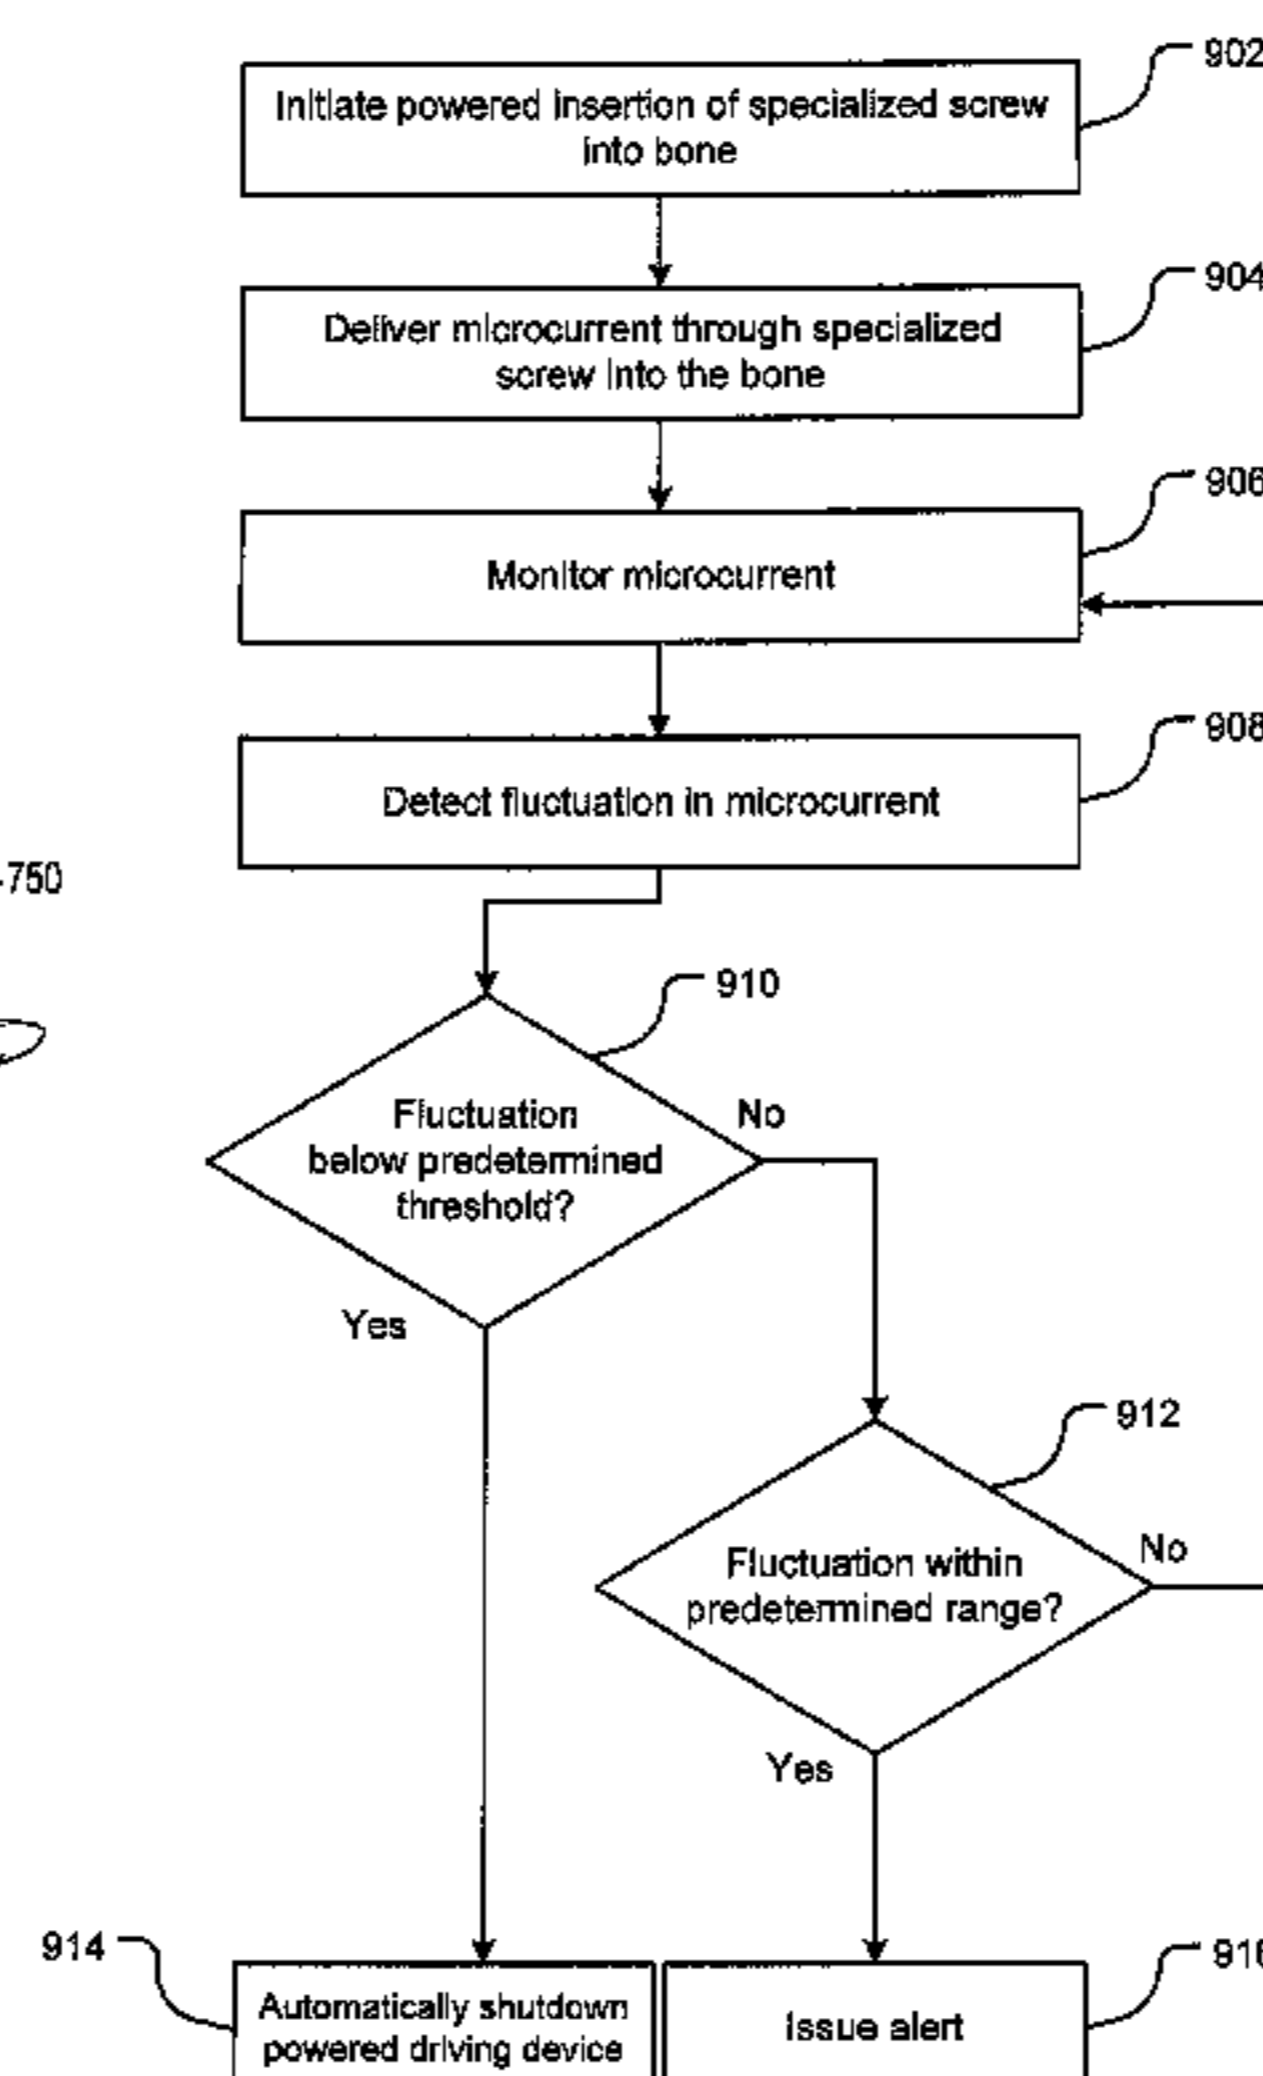 902
Initiate powered insertion of specialized screw
into bone
904
Deliver microcurrent through specialized
screw into the bone
906
Monitor microcurrent
908
Detect fluctuation in microcurrent
750
910
Fluctuation
below predetermined
threshold?
No
Yes
912
Fluctuation within
predetermined range?
No
Yes
914
Automatically shutdown
powered driving device
916
Issue alert